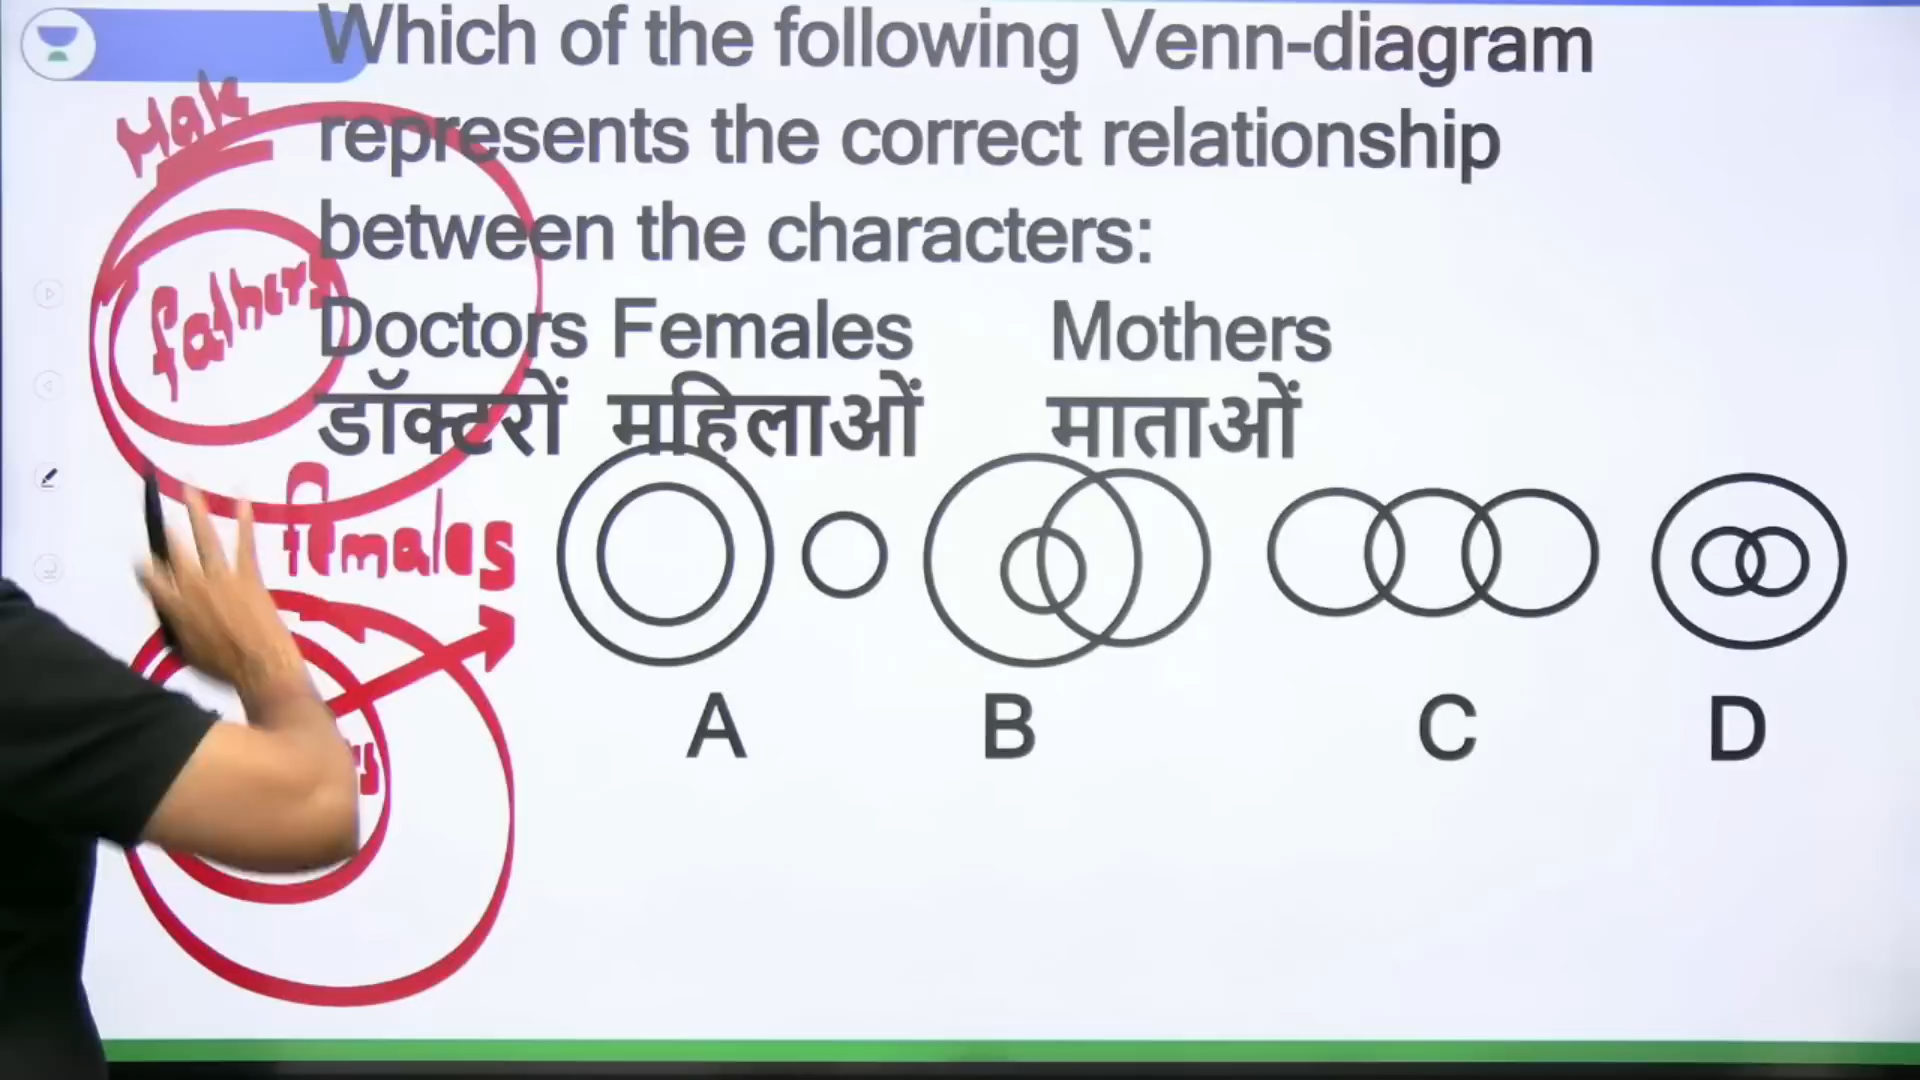 Which of the following Venn-diagram
Male
represents the correct relationship
between the characters:
fathers
Doctors Females Mothers
डॉक्टरों महिलाओं माताओं
females
A B C D